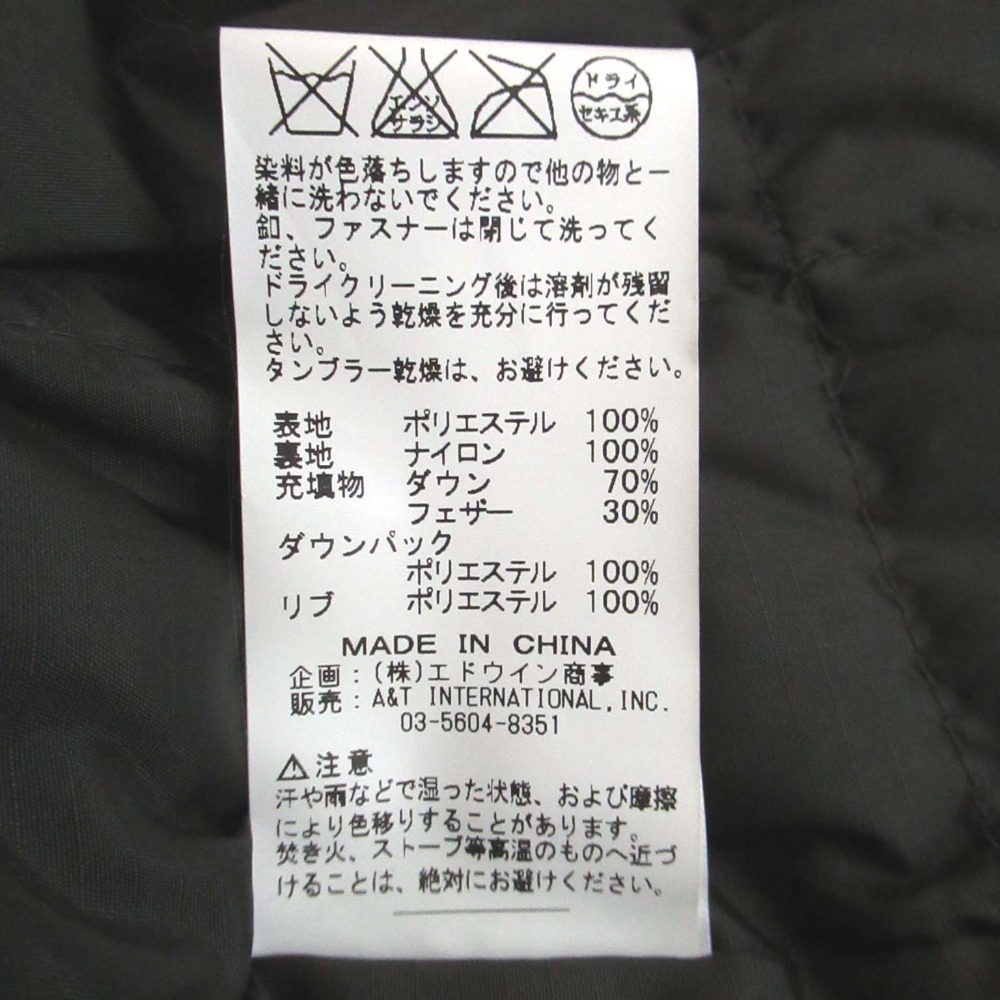 エンソ
サラシ
ドライ
セキユ系
染料が色落ちしますので他の物と一
緒に洗わないでください。
釦、ファスナーは閉じて洗ってく
ださい。
ドライクリーニング後は溶剤が残留
しないよう乾燥を充分に行ってくだ
さい。
タンブラー乾燥は、お避けください。
表地 ポリエステル 100%
裏地 ナイロン 100%
充填物 ダウン 70%
フェザー 30%
ダウンパック
ポリエステル 100%
リブ ポリエステル 100%
MADE IN CHINA
企画：(株)エドウイン商事
販売：A&T INTERNATIONAL,INC.
03-5604-8351
⚠注意
汗や雨などで湿った状態、および摩擦
により色移りすることがあります。
焚き火、ストーブ等高温のものへ近づ
けることは、絶対にお避けください。